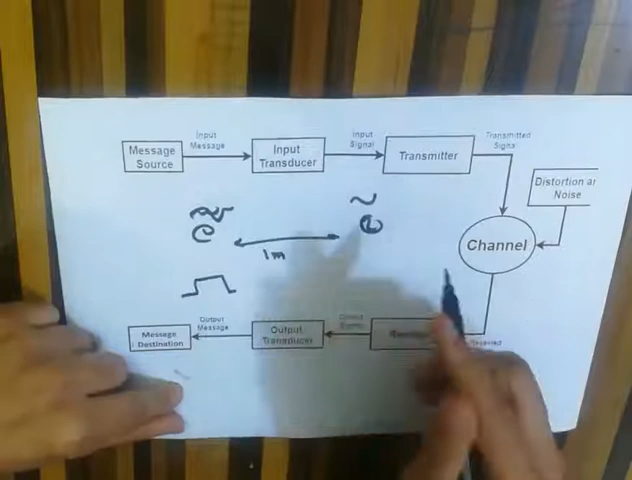 Input
Message
Input
Signal
Transmitted
Signal
Message
Source
Input
Transducer
Transmitter
Distortion ar
Noise
Channel
1m
Output
Message
Output
Message
Destination
Output
Transducer